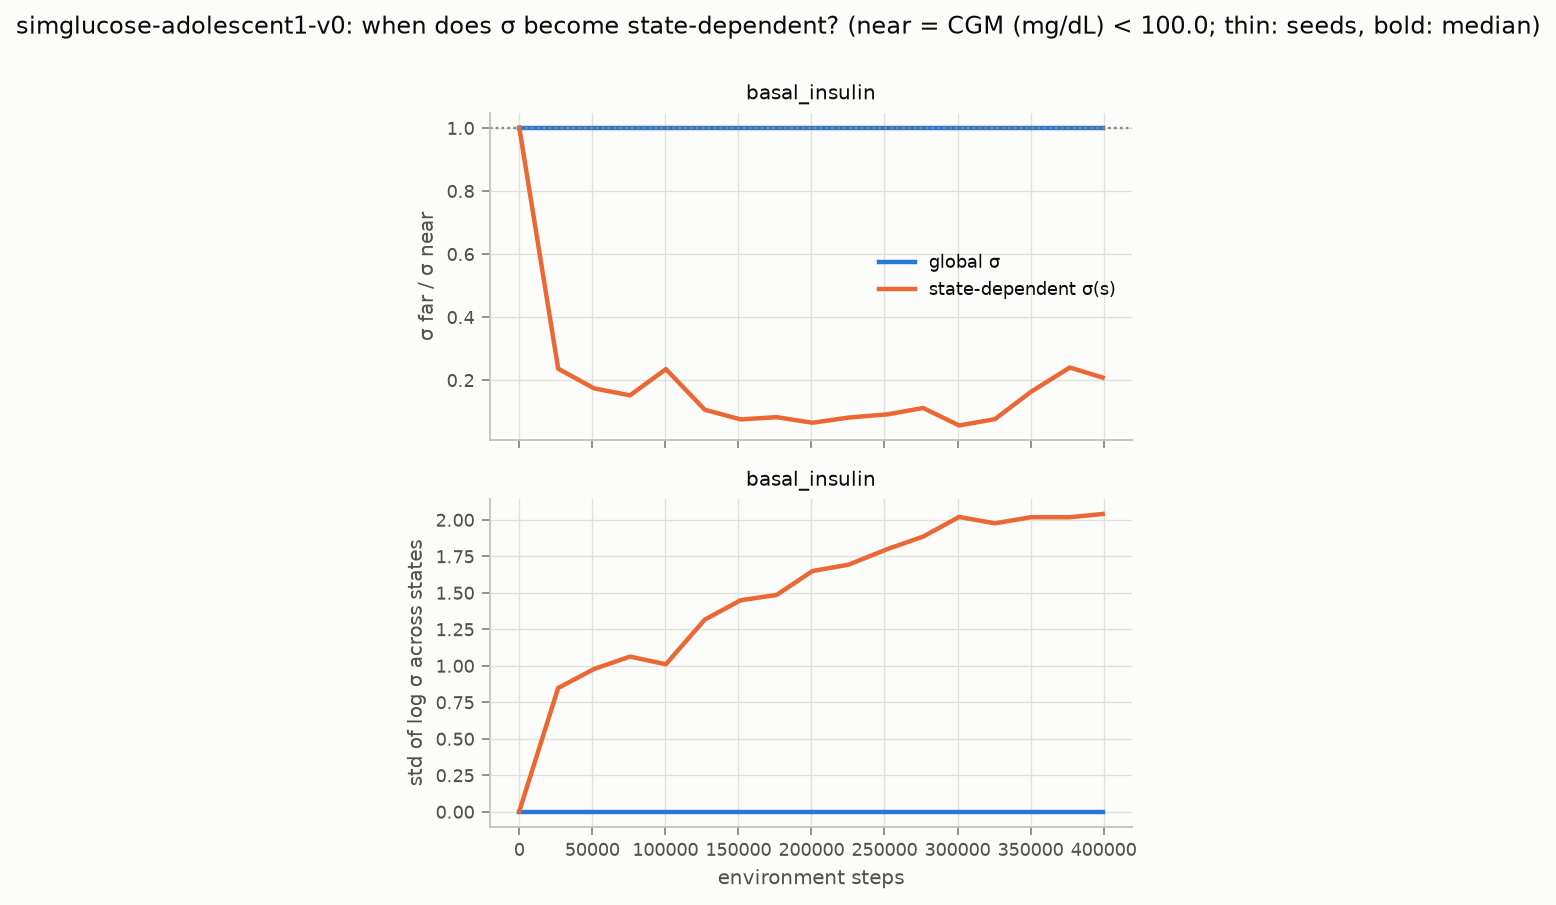 simglucose-adolescent1-v0: when does σ become state-dependent? (near = CGM (mg/dL) < 100.0; thin: seeds, bold: median)
basal_insulin
1.0
0.8
0.6
0.4
0.2
σ far / σ near
global σ
state-dependent σ(s)
basal_insulin
2.00
1.75
1.50
1.25
1.00
0.75
0.50
0.25
0.00
std of log σ across states
0 50000 100000 150000 200000 250000 300000 350000 400000
environment steps